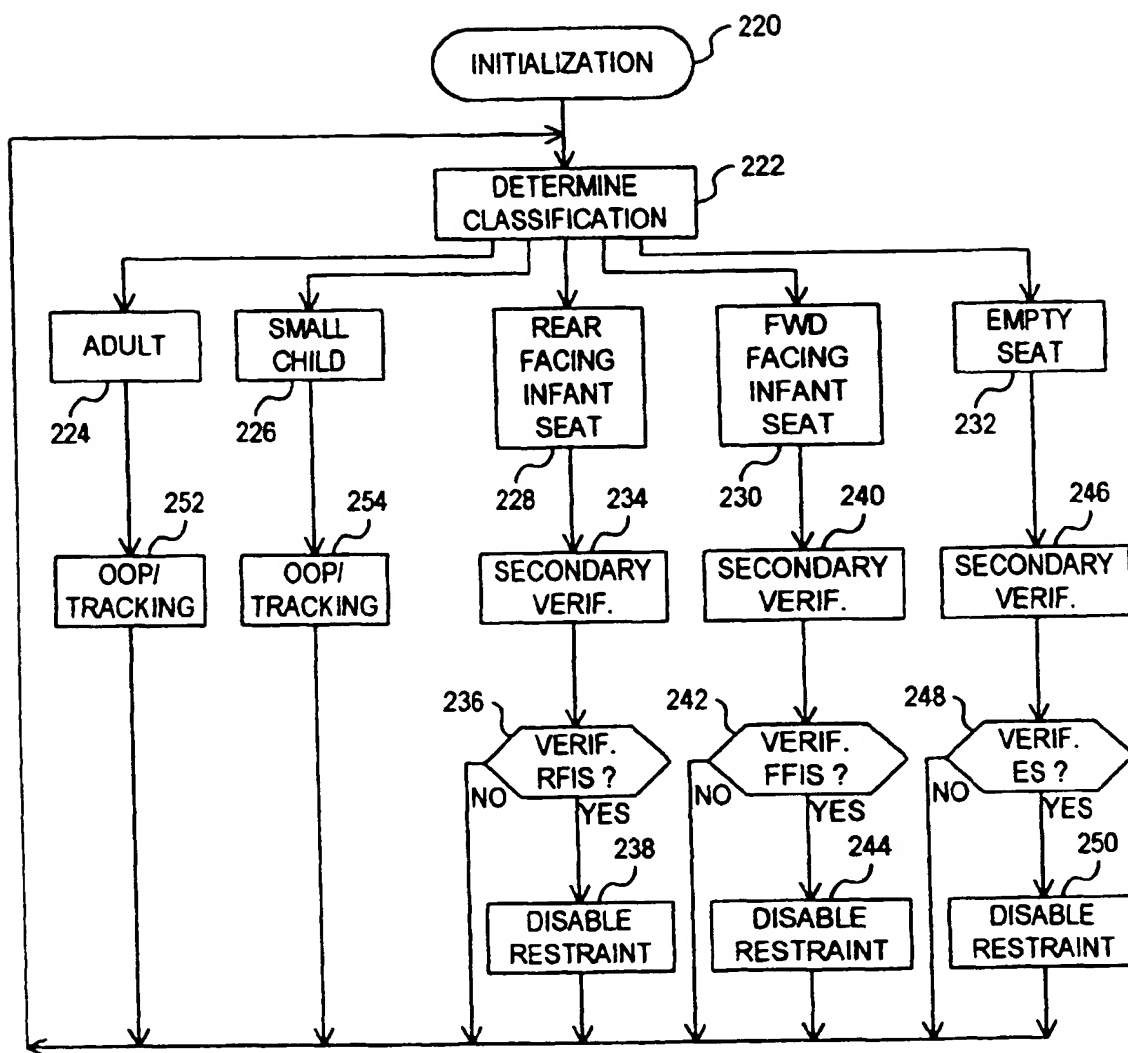 220
INITIALIZATION
222
DETERMINE
CLASSIFICATION
ADULT
224
SMALL
CHILD
226
REAR
FACING
INFANT
SEAT
228
FWD
FACING
INFANT
SEAT
230
EMPTY
SEAT
232
252
OOP/
TRACKING
254
OOP/
TRACKING
234
SECONDARY
VERIF.
240
SECONDARY
VERIF.
246
SECONDARY
VERIF.
236
VERIF.
RFIS ?
NO
YES
242
VERIF.
FFIS ?
NO
YES
248
VERIF.
ES ?
NO
YES
238
DISABLE
RESTRAINT
244
DISABLE
RESTRAINT
250
DISABLE
RESTRAINT